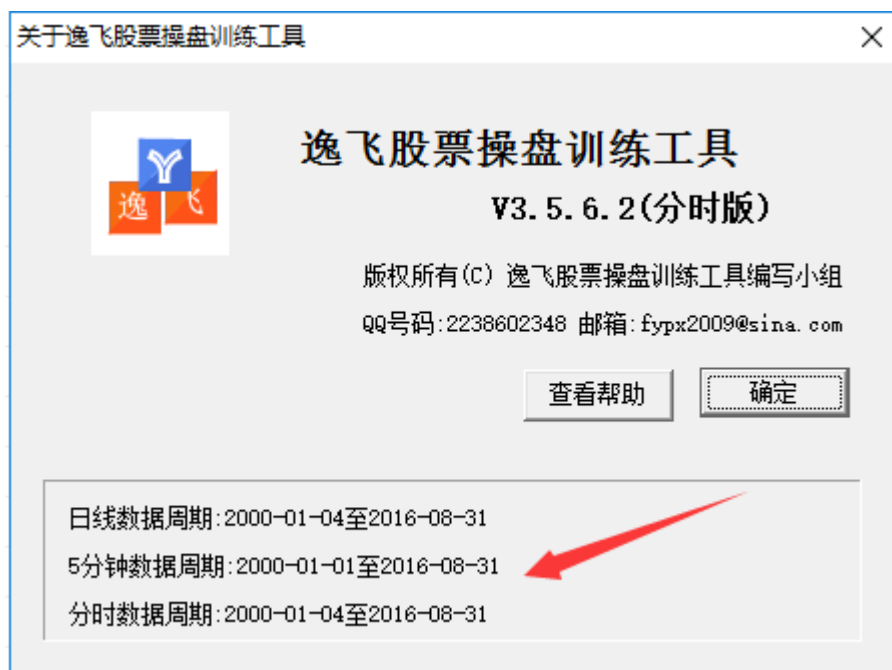 关于逸飞股票操盘训练工具
逸飞
逸飞股票操盘训练工具
V3.5.6.2(分时版)
版权所有(C) 逸飞股票操盘训练工具编写小组
QQ号码:2238602348 邮箱:fypx2009@sina.com
查看帮助 确定
日线数据周期:2000-01-04至2016-08-31
5分钟数据周期:2000-01-01至2016-08-31
分时数据周期:2000-01-04至2016-08-31